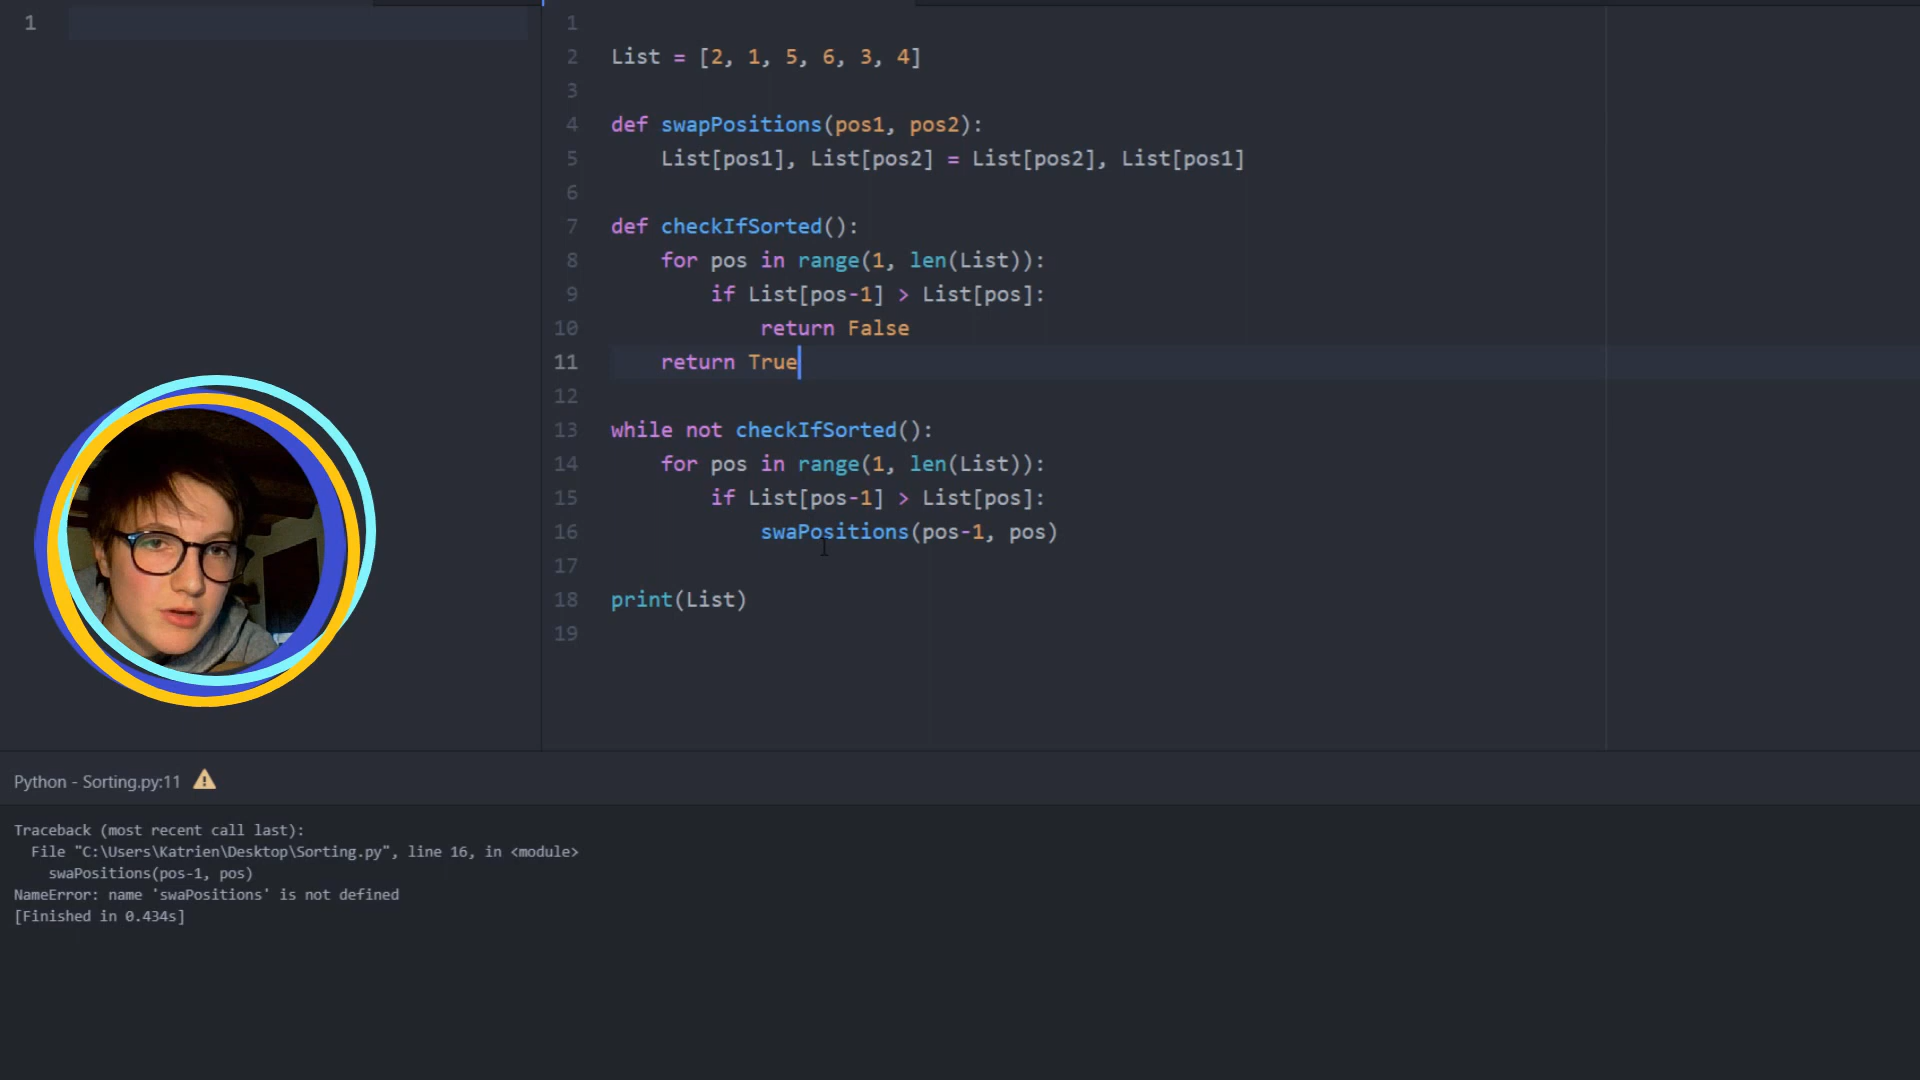 1
1
2 List = [2, 1, 5, 6, 3, 4]
3
4 def swapPositions(pos1, pos2):
5     List[pos1], List[pos2] = List[pos2], List[pos1]
6
7 def checkIfSorted():
8     for pos in range(1, len(List)):
9         if List[pos-1] > List[pos]:
10             return False
11     return True
12
13 while not checkIfSorted():
14     for pos in range(1, len(List)):
15         if List[pos-1] > List[pos]:
16             swaPositions(pos-1, pos)
17
18 print(List)
19
Python - Sorting.py:11
Traceback (most recent call last):
  File "C:\Users\Katrien\Desktop\Sorting.py", line 16, in <module>
    swaPositions(pos-1, pos)
NameError: name 'swaPositions' is not defined
[Finished in 0.434s]